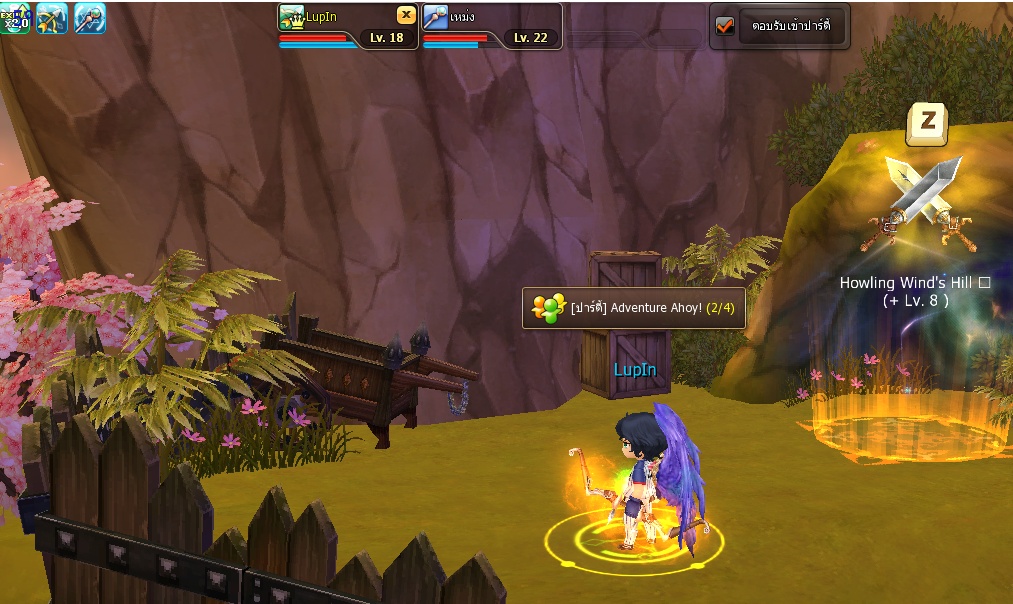 EXP
x2.0
LupIn
Lv. 18
เหม่ง
Lv. 22
ตอบรับเข้าปาร์ตี้
Z
Howling Wind's Hill
(+ Lv. 8 )
[ปาร์ตี้] Adventure Ahoy! (2/4)
LupIn